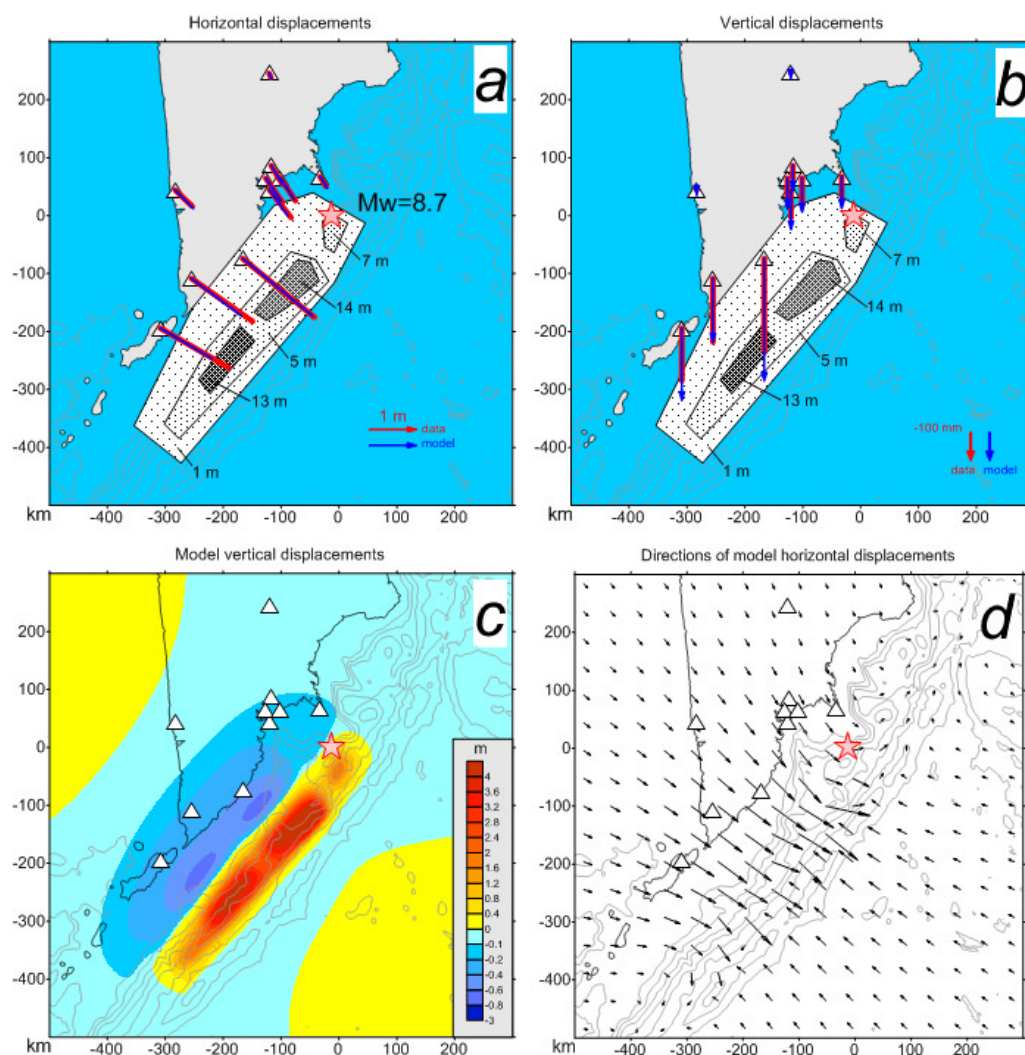 Horizontal displacements
a
200
100
0
-100
-200
-300
-400
km
-400
-300
-200
-100
0
100
200
Mw=8.7
7 m
14 m
5 m
13 m
1 m
1 m
data
model
Vertical displacements
b
200
100
0
-100
-200
-300
-400
km
-400
-300
-200
-100
0
100
200
7 m
14 m
5 m
13 m
1 m
-100 mm
data
model
Model vertical displacements
c
200
100
0
-100
-200
-300
-400
km
-400
-300
-200
-100
0
100
200
m
4
3.6
3.2
2.8
2.4
2
1.6
1.2
0.8
0.4
0
-0.1
-0.2
-0.4
-0.6
-0.8
-3
Directions of model horizontal displacements
d
200
100
0
-100
-200
-300
-400
km
-400
-300
-200
-100
0
100
200